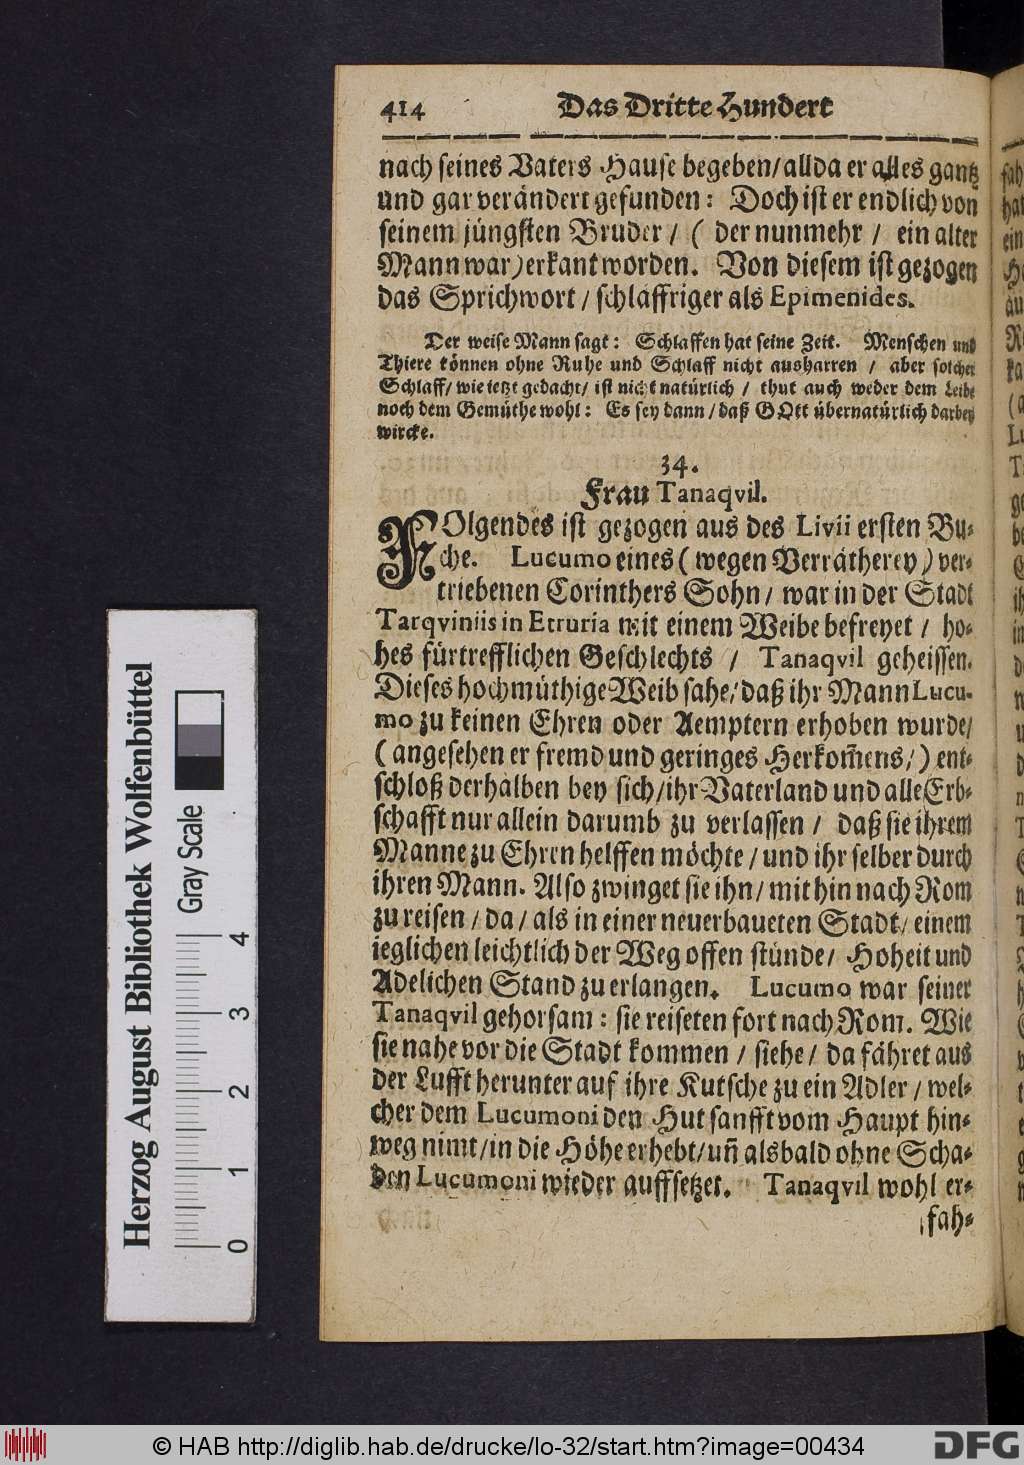 414 Das Dritte Hundert
nach seines Vaters Hause begeben/ allda er alles gantz
und gar verändert gefunden: Doch ist er endlich von
seinem jüngsten Bruder / ( der nunmehr / ein alter
Mann war) erkant worden. Von diesem ist gezogen
das Sprichwort / schläffriger als Epimenides.
Der weise Mann sagt: Schlaffen hat seine Zeit. Menschen und
Thiere können ohne Ruhe und Schlaff nicht ausharren / aber solcher
Schlaff/ wie ietzt gedacht/ ist nicht natürlich / thut auch weder dem Leibe
noch dem Gemüthe wohl: Es sey dann/ daß GOtt übernatürlich darbey
wircke.
34.
Frau Tanaqvil.
FOlgendes ist gezogen aus des Livii ersten Bu-
che. Lucumo eines ( wegen Verrätherey ) ver-
triebenen Corinthers Sohn / war in der Stadt
Tarqviniis in Etruria mit einem Weibe befreyet / ho-
hes fürtrefflichen Geschlechts / Tanaqvil geheissen.
Dieses hochmüthige Weib sahe/ daß ihr Mann Lucu-
mo zu keinen Ehren oder Aemptern erhoben wurde/
( angesehen er fremd und geringes Herkom̃ens/ ) ent-
schloß derhalben bey sich/ ihr Vaterland und alle Erb-
schafft nur allein darumb zu verlassen / daß sie ihrem
Manne zu Ehren helffen möchte / und ihr selber durch
ihren Mann. Also zwinget sie ihn / mit hin nach Rom
zu reisen / da / als in einer neuerbaueten Stadt / einem
ieglichen leichtlich der Weg offen stünde / Hoheit und
Adelichen Stand zu erlangen. Lucumo war seiner
Tanaqvil gehorsam: sie reiseten fort nach Rom. Wie
sie nahe vor die Stadt kommen / siehe / da fähret aus
der Lufft herunter auf ihre Kutsche zu ein Adler / wel-
cher dem Lucumoni den Hut sanfft vom Haupt hin-
weg nimt / in die Höhe erhebt / uñ alsbald ohne Scha-
den Lucumoni wieder auffsetzet. Tanaqvil wohl er-
fah-
Herzog August Bibliothek Wolfenbüttel
Gray Scale
0 1 2 3 4
© HAB http://diglib.hab.de/drucke/lo-32/start.htm?image=00434
DFG